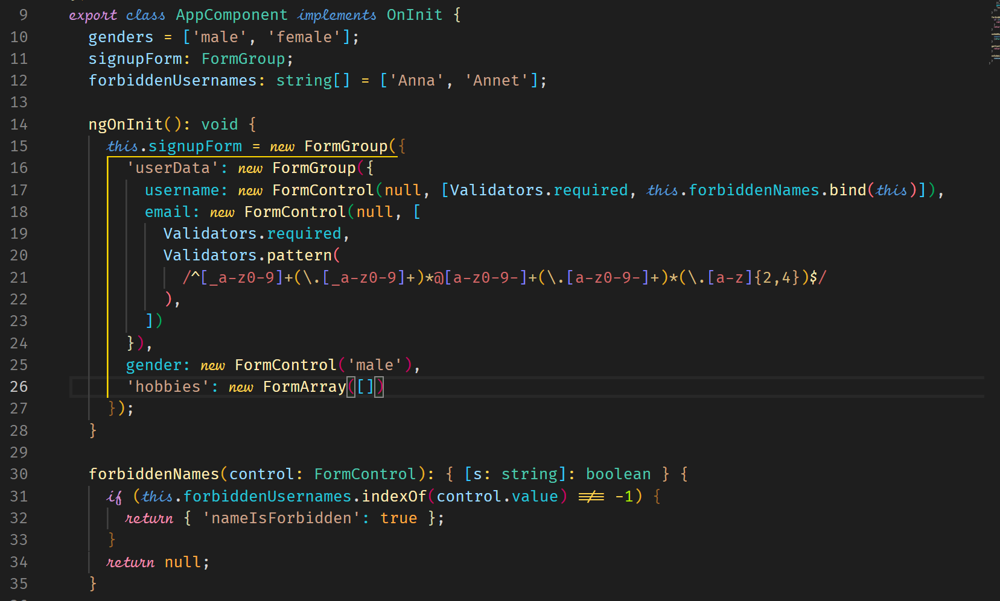 9 export class AppComponent implements OnInit {
10 genders = ['male', 'female'];
11 signupForm: FormGroup;
12 forbiddenUsernames: string[] = ['Anna', 'Annet'];
13
14 ngOnInit(): void {
15 this.signupForm = new FormGroup({
16 'userData': new FormGroup({
17 username: new FormControl(null, [Validators.required, this.forbiddenNames.bind(this)]),
18 email: new FormControl(null, [
19 Validators.required,
20 Validators.pattern(
21 /^[_a-z0-9]+(\.[_a-z0-9]+)*@[a-z0-9-]+(\.[a-z0-9-]+)*(\.[a-z]{2,4})$/
22 ),
23 ])
24 }),
25 gender: new FormControl('male'),
26 'hobbies': new FormArray([])
27 });
28 }
29
30 forbiddenNames(control: FormControl): { [s: string]: boolean } {
31 if (this.forbiddenUsernames.indexOf(control.value) !== -1) {
32 return { 'nameIsForbidden': true };
33 }
34 return null;
35 }